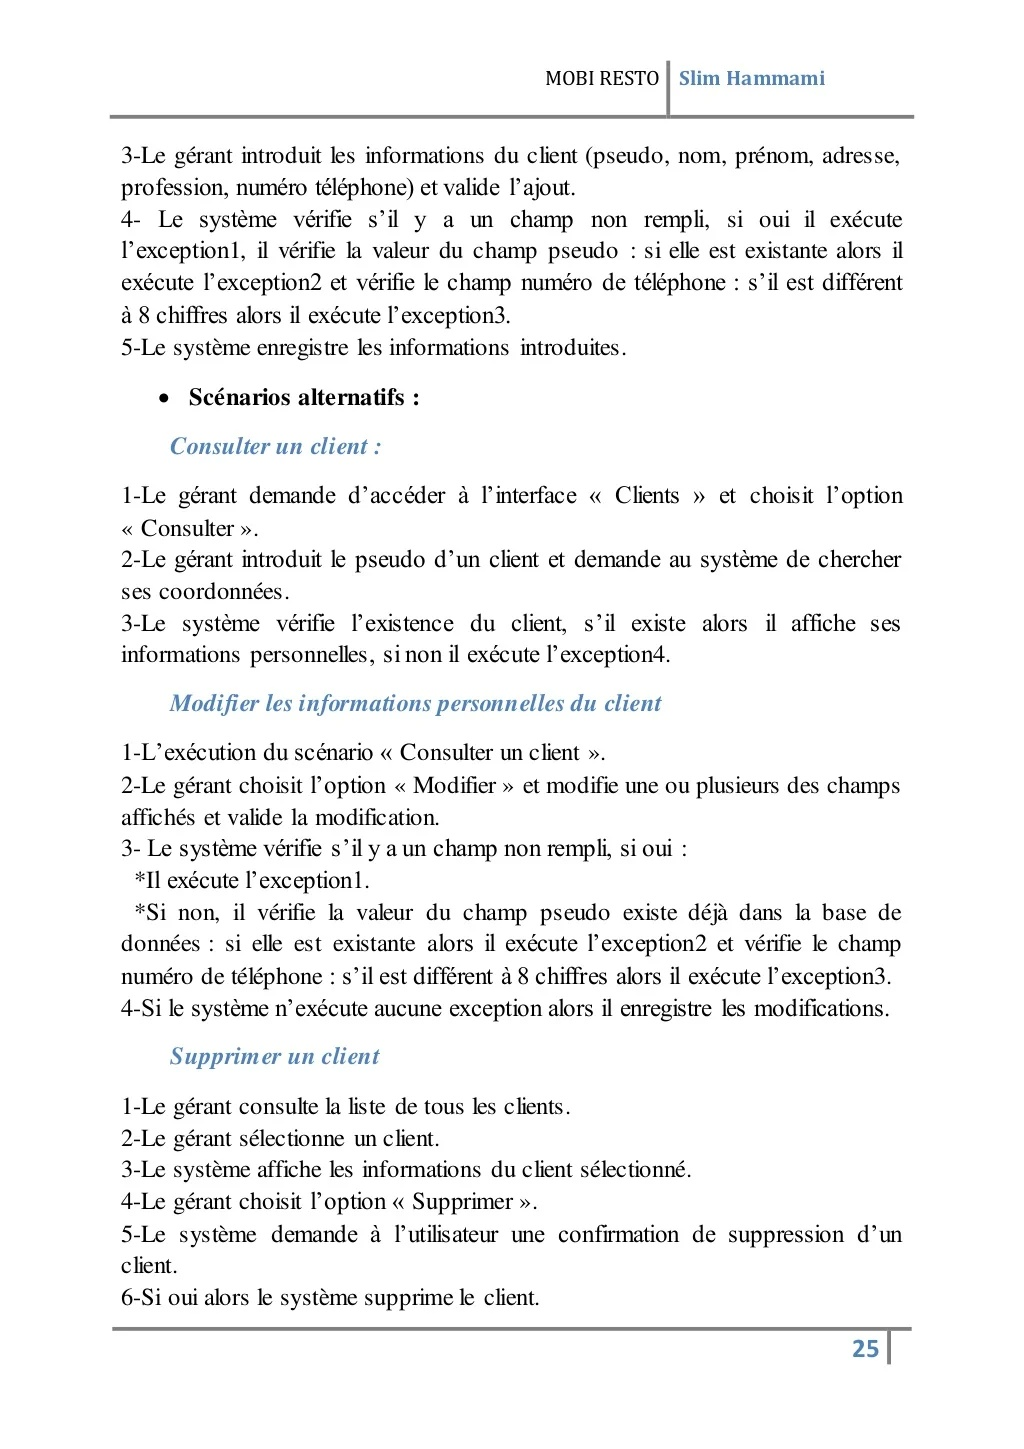 MOBI RESTO Slim Hammami
3-Le gérant introduit les informations du client (pseudo, nom, prénom, adresse,
profession, numéro téléphone) et valide l’ajout.
4- Le système vérifie s’il y a un champ non rempli, si oui il exécute
l’exception1, il vérifie la valeur du champ pseudo : si elle est existante alors il
exécute l’exception2 et vérifie le champ numéro de téléphone : s’il est différent
à 8 chiffres alors il exécute l’exception3.
5-Le système enregistre les informations introduites.
• Scénarios alternatifs :
Consulter un client :
1-Le gérant demande d’accéder à l’interface « Clients » et choisit l’option
« Consulter ».
2-Le gérant introduit le pseudo d’un client et demande au système de chercher
ses coordonnées.
3-Le système vérifie l’existence du client, s’il existe alors il affiche ses
informations personnelles, si non il exécute l’exception4.
Modifier les informations personnelles du client
1-L’exécution du scénario « Consulter un client ».
2-Le gérant choisit l’option « Modifier » et modifie une ou plusieurs des champs
affichés et valide la modification.
3- Le système vérifie s’il y a un champ non rempli, si oui :
*Il exécute l’exception1.
*Si non, il vérifie la valeur du champ pseudo existe déjà dans la base de
données : si elle est existante alors il exécute l’exception2 et vérifie le champ
numéro de téléphone : s’il est différent à 8 chiffres alors il exécute l’exception3.
4-Si le système n’exécute aucune exception alors il enregistre les modifications.
Supprimer un client
1-Le gérant consulte la liste de tous les clients.
2-Le gérant sélectionne un client.
3-Le système affiche les informations du client sélectionné.
4-Le gérant choisit l’option « Supprimer ».
5-Le système demande à l’utilisateur une confirmation de suppression d’un
client.
6-Si oui alors le système supprime le client.
25